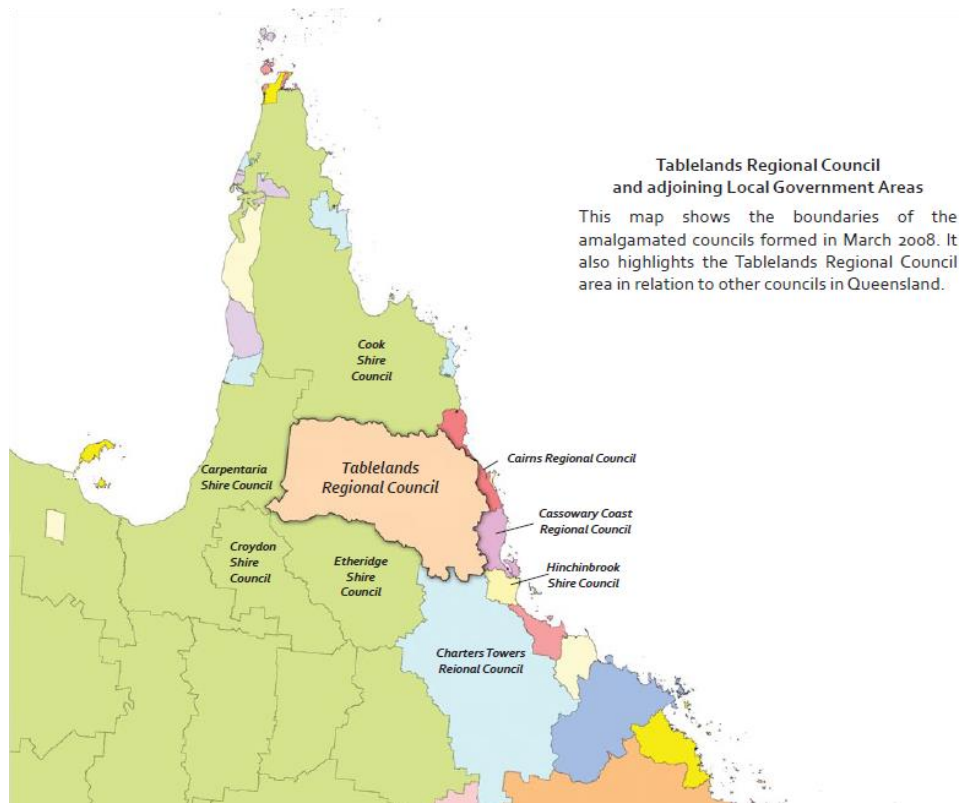 Tablelands Regional Council
and adjoining Local Government Areas
This map shows the boundaries of the
amalgamated councils formed in March 2008. It
also highlights the Tablelands Regional Council
area in relation to other councils in Queensland.
Cook
Shire
Council
Tablelands
Regional Council
Carpentaria
Shire Council
Cairns Regional Council
Cassowary Coast
Regional Council
Croydon
Shire
Council
Etheridge
Shire
Council
Hinchinbrook
Shire Council
Charters Towers
Reional Council